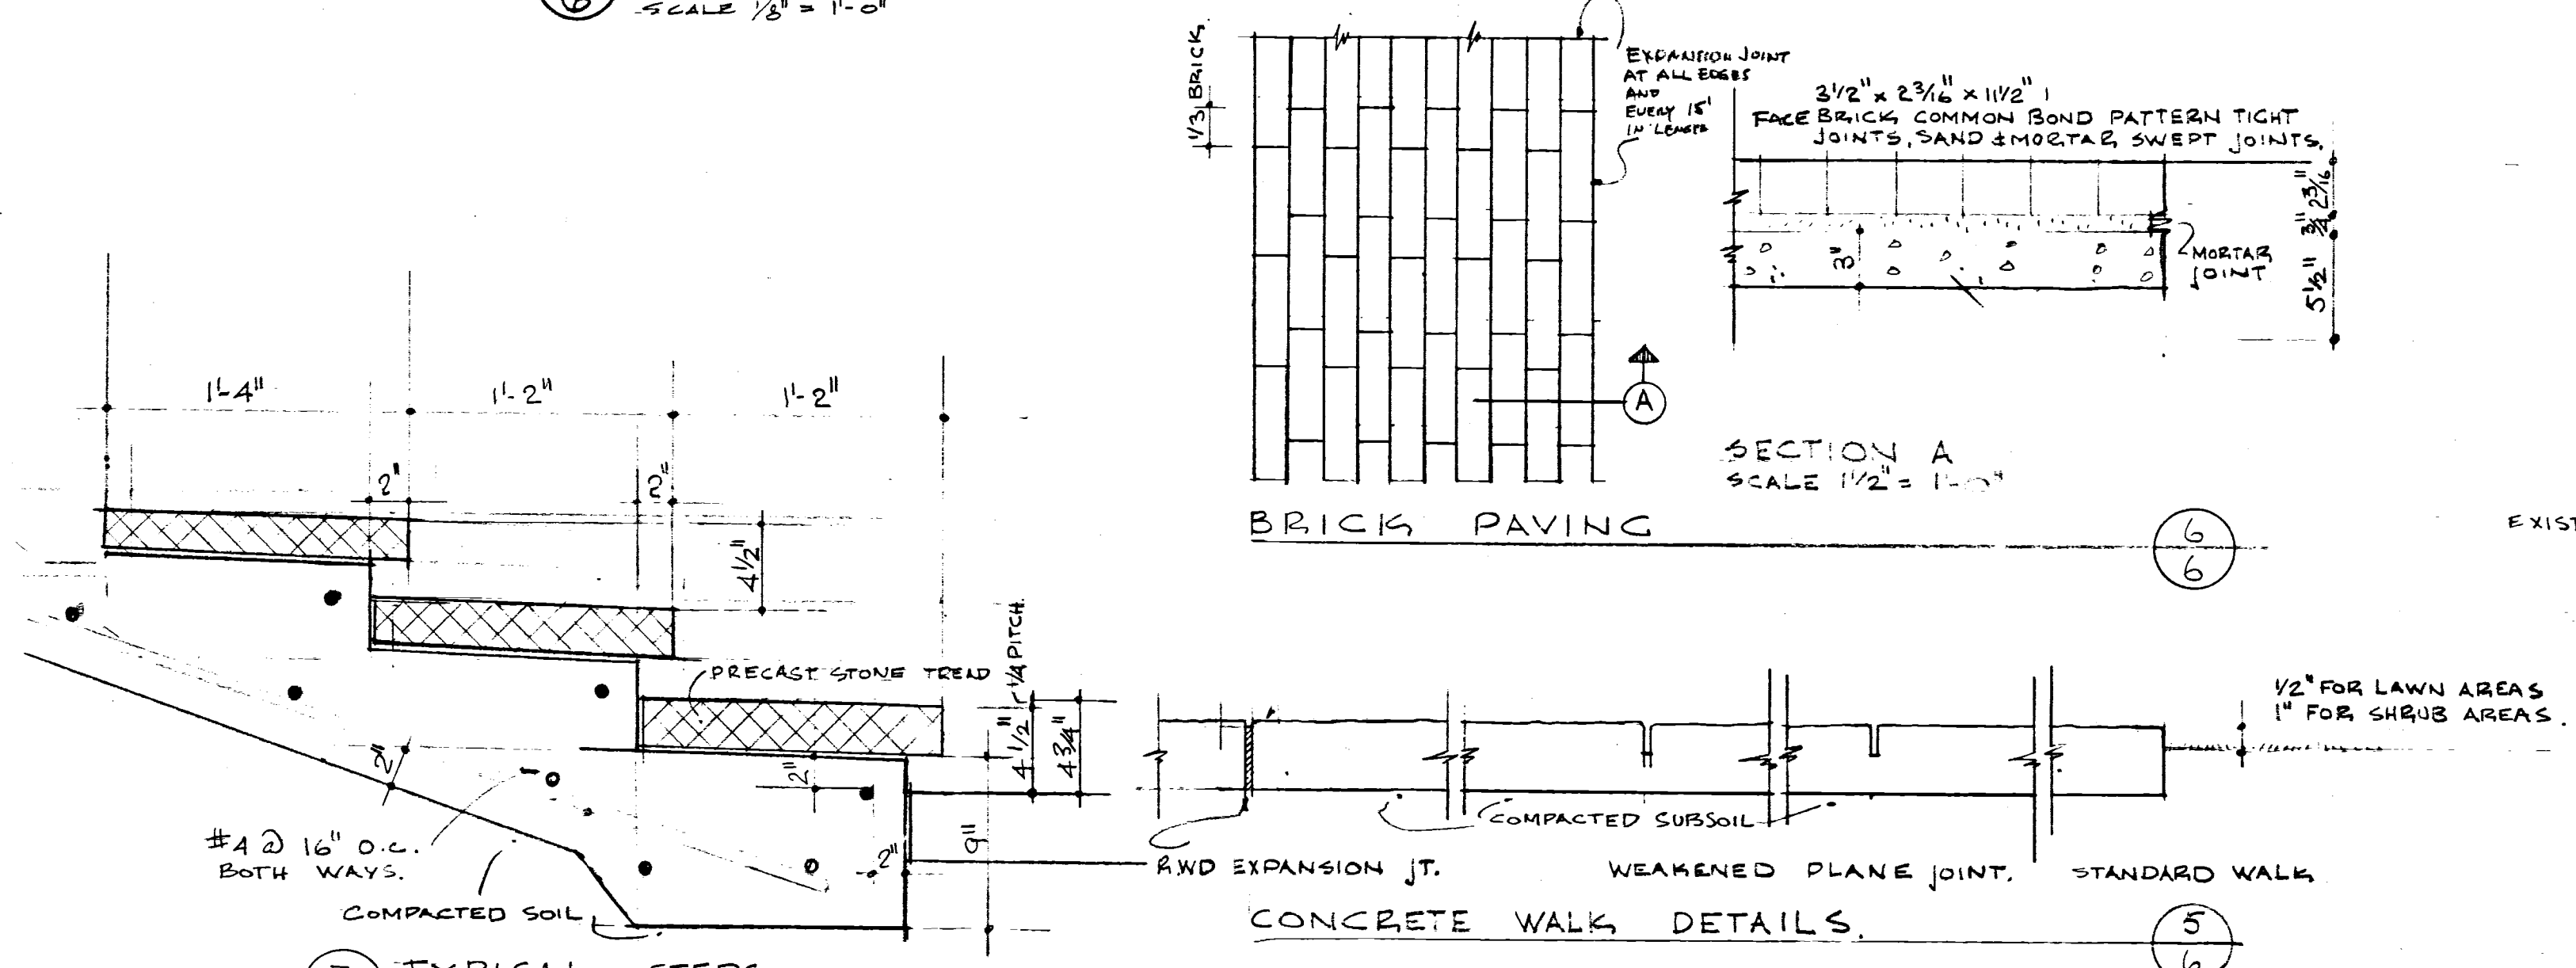 6
SCALE 1/8" = 1'-0"
1/3 BRICK
EXPANSION JOINT
AT ALL EDGES
AND
EVERY 15'
IN LENGTH
3 1/2" x 2 3/16" x 11 1/2"
FACE BRICK COMMON BOND PATTERN TIGHT
JOINTS, SAND & MORTAR SWEPT JOINTS.
2 3/16"
3/4"
5 1/2"
3"
MORTAR
JOINT
A
SECTION A
SCALE 1 1/2" = 1'-0"
BRICK PAVING
6
6
EXIST
1'-4"
1'-2"
1'-2"
2"
2"
4 1/2"
PRECAST STONE TREAD
1/4 PITCH.
4 1/2"
4 3/4"
2"
2"
9"
2"
#4 @ 16" O.C.
BOTH WAYS.
COMPACTED SOIL
TYPICAL STEPS
1/2" FOR LAWN AREAS
1" FOR SHRUB AREAS.
COMPACTED SUBSOIL
RWD EXPANSION JT.
WEAKENED PLANE JOINT.
STANDARD WALK
CONCRETE WALK DETAILS.
5
6